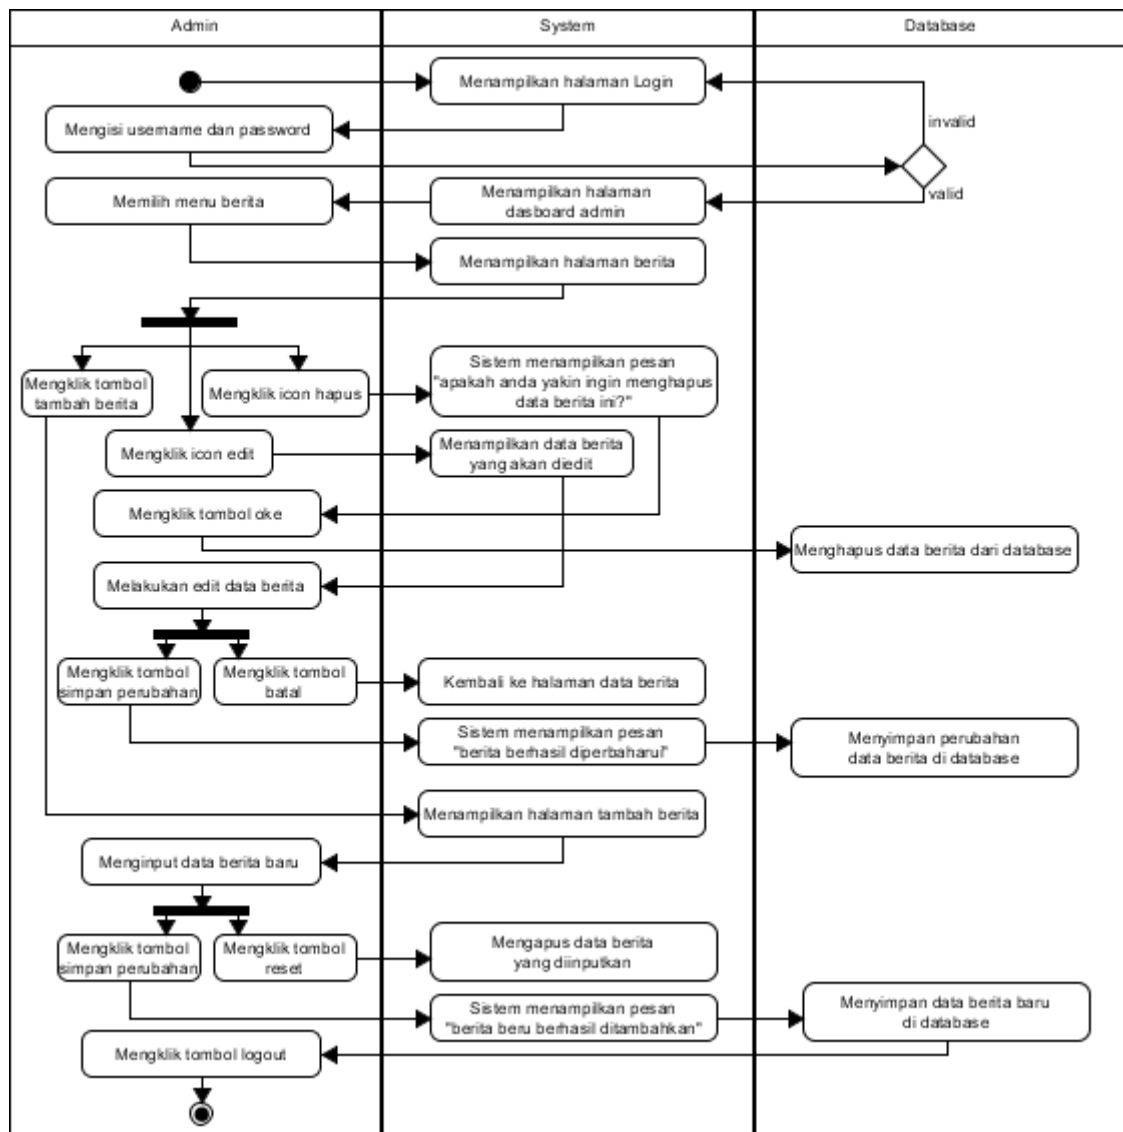 Admin
System
Database
Menampilkan halaman Login
Mengisi username dan password
invalid
valid
Memilih menu berita
Menampilkan halaman
dasboard admin
Menampilkan halaman berita
Mengklik tombol
tambah berita
Mengklik icon hapus
Sistem menampilkan pesan
"apakah anda yakin ingin menghapus
data berita ini?"
Mengklik icon edit
Menampilkan data berita
yang akan diedit
Mengklik tombol oke
Menghapus data berita dari database
Melakukan edit data berita
Mengklik tombol
simpan perubahan
Mengklik tombol
batal
Kembali ke halaman data berita
Sistem menampilkan pesan
"berita berhasil diperbaharui"
Menyimpan perubahan
data berita di database
Menampilkan halaman tambah berita
Menginput data berita baru
Mengklik tombol
simpan perubahan
Mengklik tombol
reset
Mengapus data berita
yang diinputkan
Sistem menampilkan pesan
"berita beru berhasil ditambahkan"
Menyimpan data berita baru
di database
Mengklik tombol logout